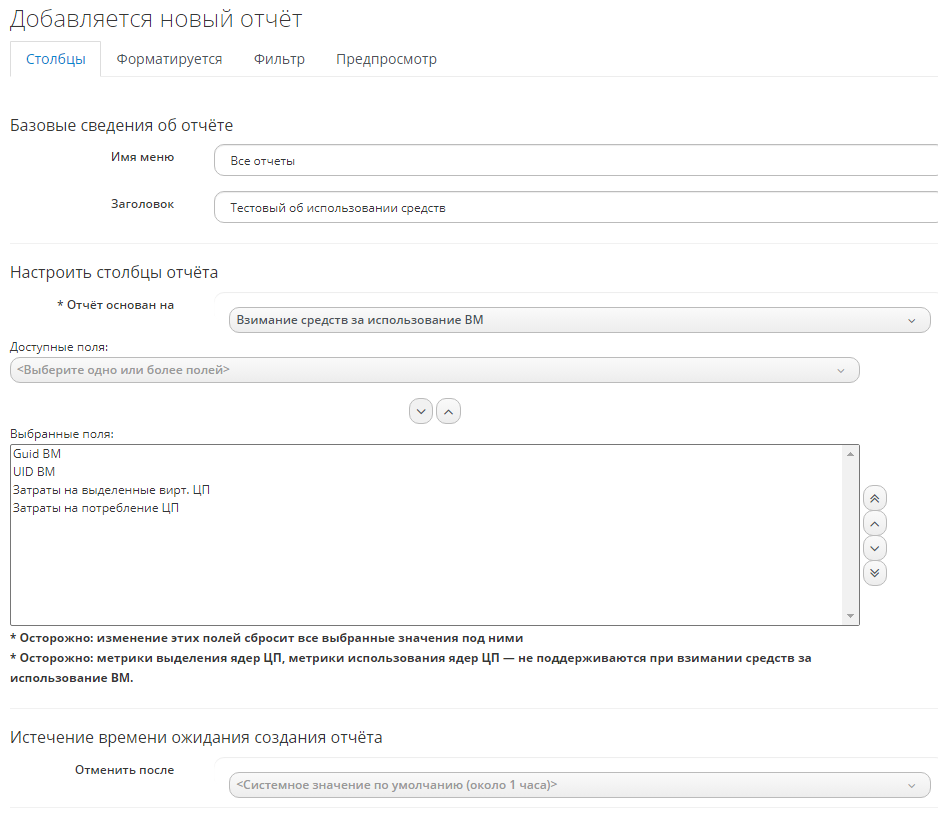 Добавляется новый отчёт
Столбцы Форматируется Фильтр Предпросмотр
Базовые сведения об отчёте
Имя меню Все отчеты
Заголовок Тестовый об использовании средств
Настроить столбцы отчёта
* Отчёт основан на
Взимание средств за использование ВМ
Доступные поля:
<Выберите одно или более полей>
Выбранные поля:
Guid ВМ
UID ВМ
Затраты на выделенные вирт. ЦП
Затраты на потребление ЦП
* Осторожно: изменение этих полей сбросит все выбранные значения под ними
* Осторожно: метрики выделения ядер ЦП, метрики использования ядер ЦП — не поддерживаются при взимании средств за
использование ВМ.
Истечение времени ожидания создания отчёта
Отменить после
<Системное значение по умолчанию (около 1 часа)>